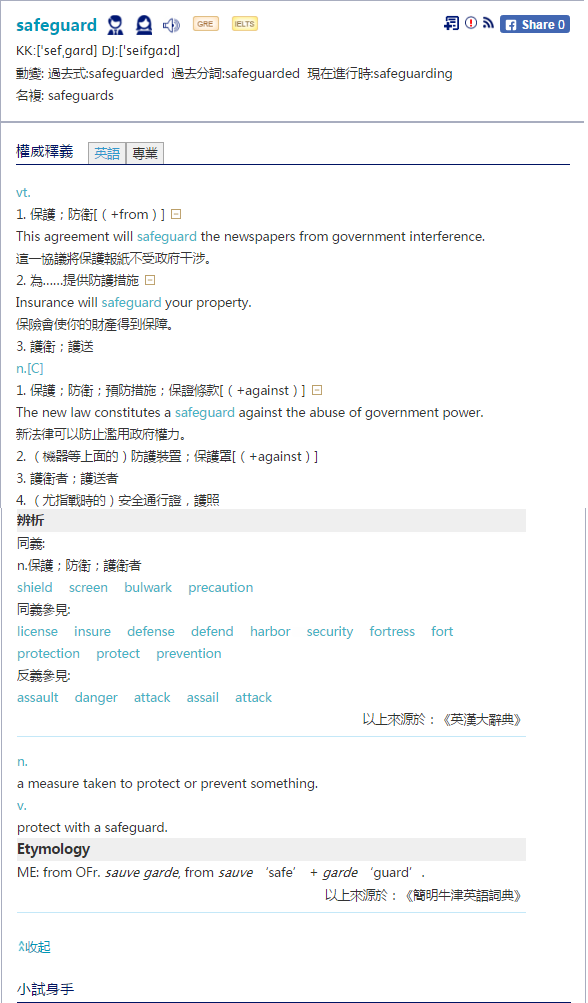 safeguard GRE IELTS Share 0
KK:['sef͵gɑrd] DJ:['seifgɑːd]
動變: 過去式:safeguarded 過去分詞:safeguarded 現在進行時:safeguarding
名複: safeguards
權威釋義 英語 專業
vt.
1. 保護；防衛[（+from）]
This agreement will safeguard the newspapers from government interference.
這一協議將保護報紙不受政府干涉。
2. 為......提供防護措施
Insurance will safeguard your property.
保險會使你的財產得到保障。
3. 護衛；護送
n.[C]
1. 保護；防衛；預防措施；保證條款[（+against）]
The new law constitutes a safeguard against the abuse of government power.
新法律可以防止濫用政府權力。
2. （機器等上面的）防護裝置；保護罩[（+against）]
3. 護衛者；護送者
4. （尤指戰時的）安全通行證，護照
辨析
同義:
n.保護；防衛；護衛者
shield screen bulwark precaution
同義參見:
license insure defense defend harbor security fortress fort
protection protect prevention
反義參見:
assault danger attack assail attack
以上來源於：《英漢大辭典》
n.
a measure taken to protect or prevent something.
v.
protect with a safeguard.
Etymology
ME: from OFr. sauve garde, from sauve ‘safe’ + garde ‘guard’.
以上來源於：《簡明牛津英語詞典》
收起
小試身手